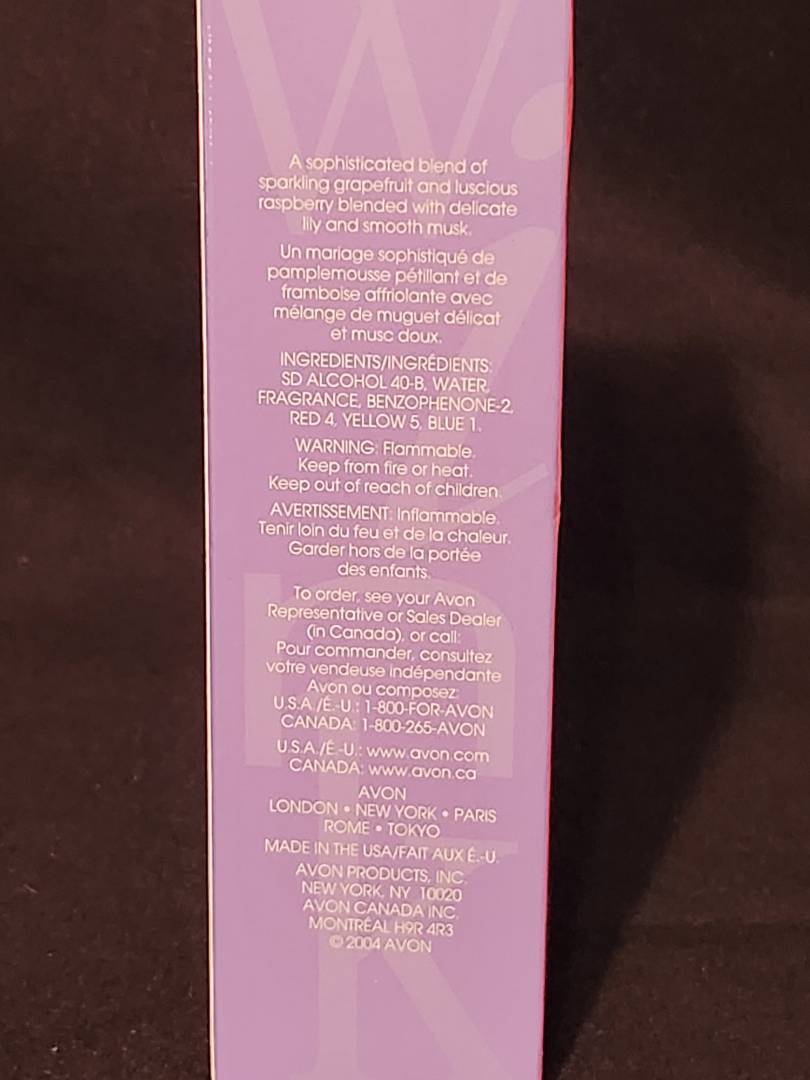 Wink
A sophisticated blend of
sparkling grapefruit and luscious
raspberry blended with delicate
lily and smooth musk.
Un mariage sophistiqué de
pamplemousse pétillant et de
framboise affriolante avec
mélange de muguet délicat
et musc doux.
INGREDIENTS/INGRÉDIENTS:
SD ALCOHOL 40-B, WATER,
FRAGRANCE, BENZOPHENONE-2,
RED 4, YELLOW 5, BLUE 1.
WARNING: Flammable.
Keep from fire or heat.
Keep out of reach of children.
AVERTISSEMENT: Inflammable.
Tenir loin du feu et de la chaleur.
Garder hors de la portée
des enfants.
To order, see your Avon
Representative or Sales Dealer
(in Canada), or call:
Pour commander, consultez
votre vendeuse indépendante
Avon ou composez:
U.S.A./É.-U.: 1-800-FOR-AVON
CANADA: 1-800-265-AVON
U.S.A./É.-U.: www.avon.com
CANADA: www.avon.ca
AVON
LONDON • NEW YORK • PARIS
ROME • TOKYO
MADE IN THE USA/FAIT AUX É.-U.
AVON PRODUCTS, INC.
NEW YORK, NY 10020
AVON CANADA INC.
MONTRÉAL H9R 4R3
© 2004 AVON